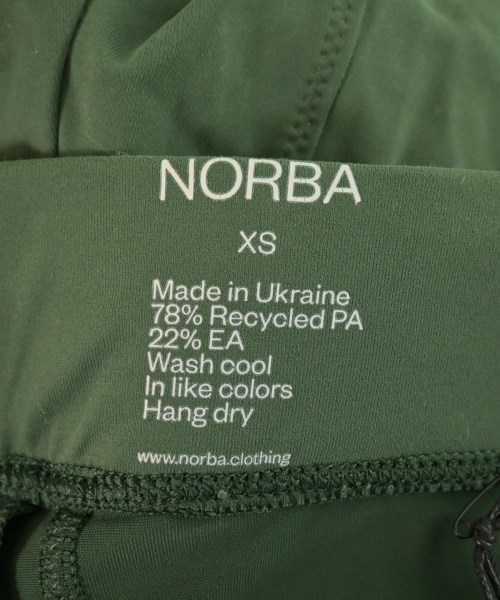 NORBA
XS
Made in Ukraine
78% Recycled PA
22% EA
Wash cool
In like colors
Hang dry
www.norba.clothing